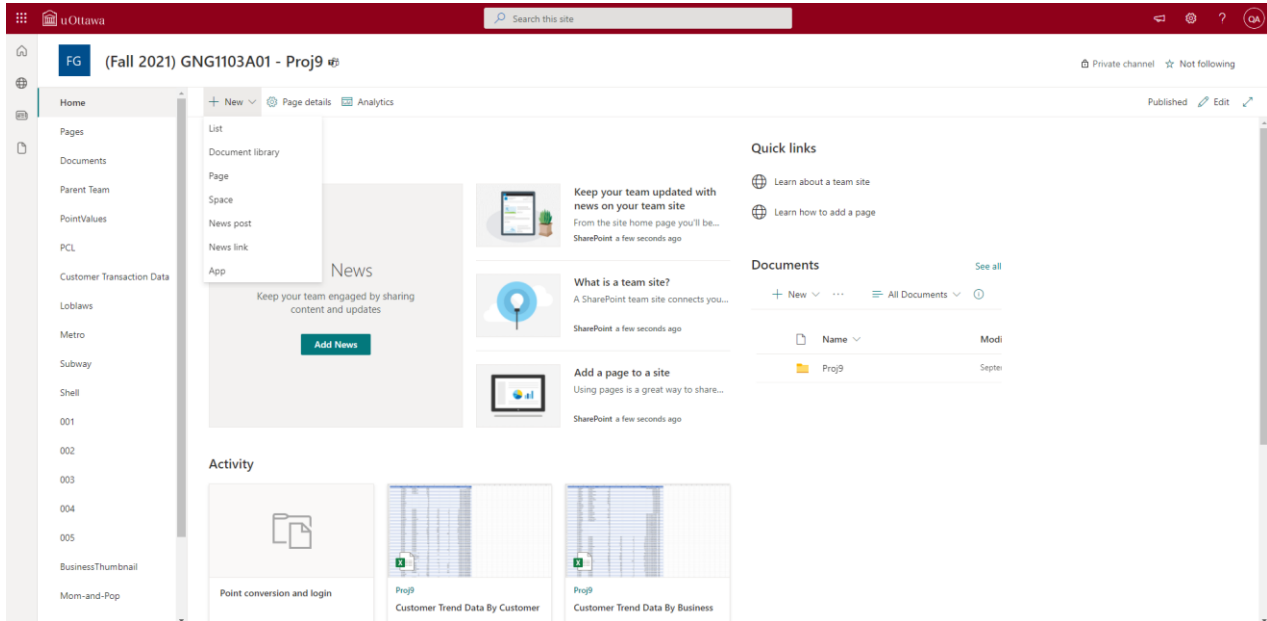 uOttawa
Search this site
?
QA
FG
(Fall 2021) GNG1103A01 - Proj9
Private channel
Not following
Home
Pages
Documents
Parent Team
PointValues
PCL
Customer Transaction Data
Loblaws
Metro
Subway
Shell
001
002
003
004
005
BusinessThumbnail
Mom-and-Pop
New
Page details
Analytics
Published
Edit
List
Document library
Page
Space
News post
News link
App
News
Keep your team engaged by sharing
content and updates
Add News
Keep your team updated with
news on your team site
From the site home page you'll be...
SharePoint a few seconds ago
What is a team site?
A SharePoint team site connects you...
SharePoint a few seconds ago
Add a page to a site
Using pages is a great way to share...
SharePoint a few seconds ago
Quick links
Learn about a team site
Learn how to add a page
Documents
See all
+ New
...
All Documents
Name
Modi
Proj9
Septe
Activity
Point conversion and login
Proj9
Customer Trend Data By Customer
Proj9
Customer Trend Data By Business